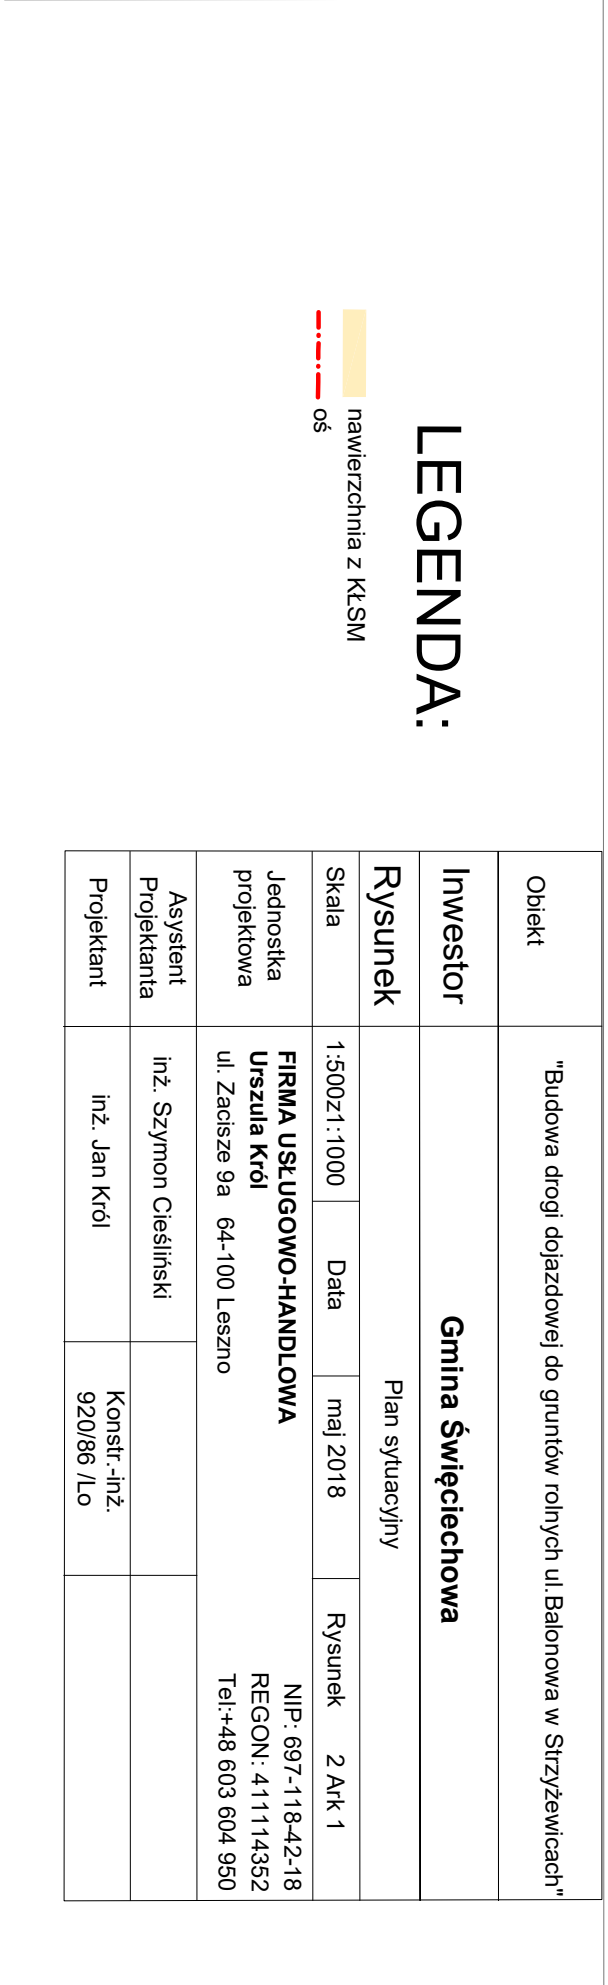 LEGENDA:
nawierzchnia z KŁSM
oś
Obiekt
"Budowa drogi dojazdowej do gruntów rolnych ul.Balonowa w Strzyżewicach"
Inwestor
Gmina Święciechowa
Rysunek
Plan sytuacyjny
Skala
1:500z1:1000
Data
maj 2018
Rysunek 2 Ark 1
Jednostka
projektowa
FIRMA USŁUGOWO-HANDLOWA
Urszula Król
ul. Zacisze 9a 64-100 Leszno
NIP: 697-118-42-18
REGON: 411114352
Tel:+48 603 604 950
Asystent
Projektanta
inż. Szymon Cieśliński
Projektant
inż. Jan Król
Konstr.-inż.
920/86 /Lo